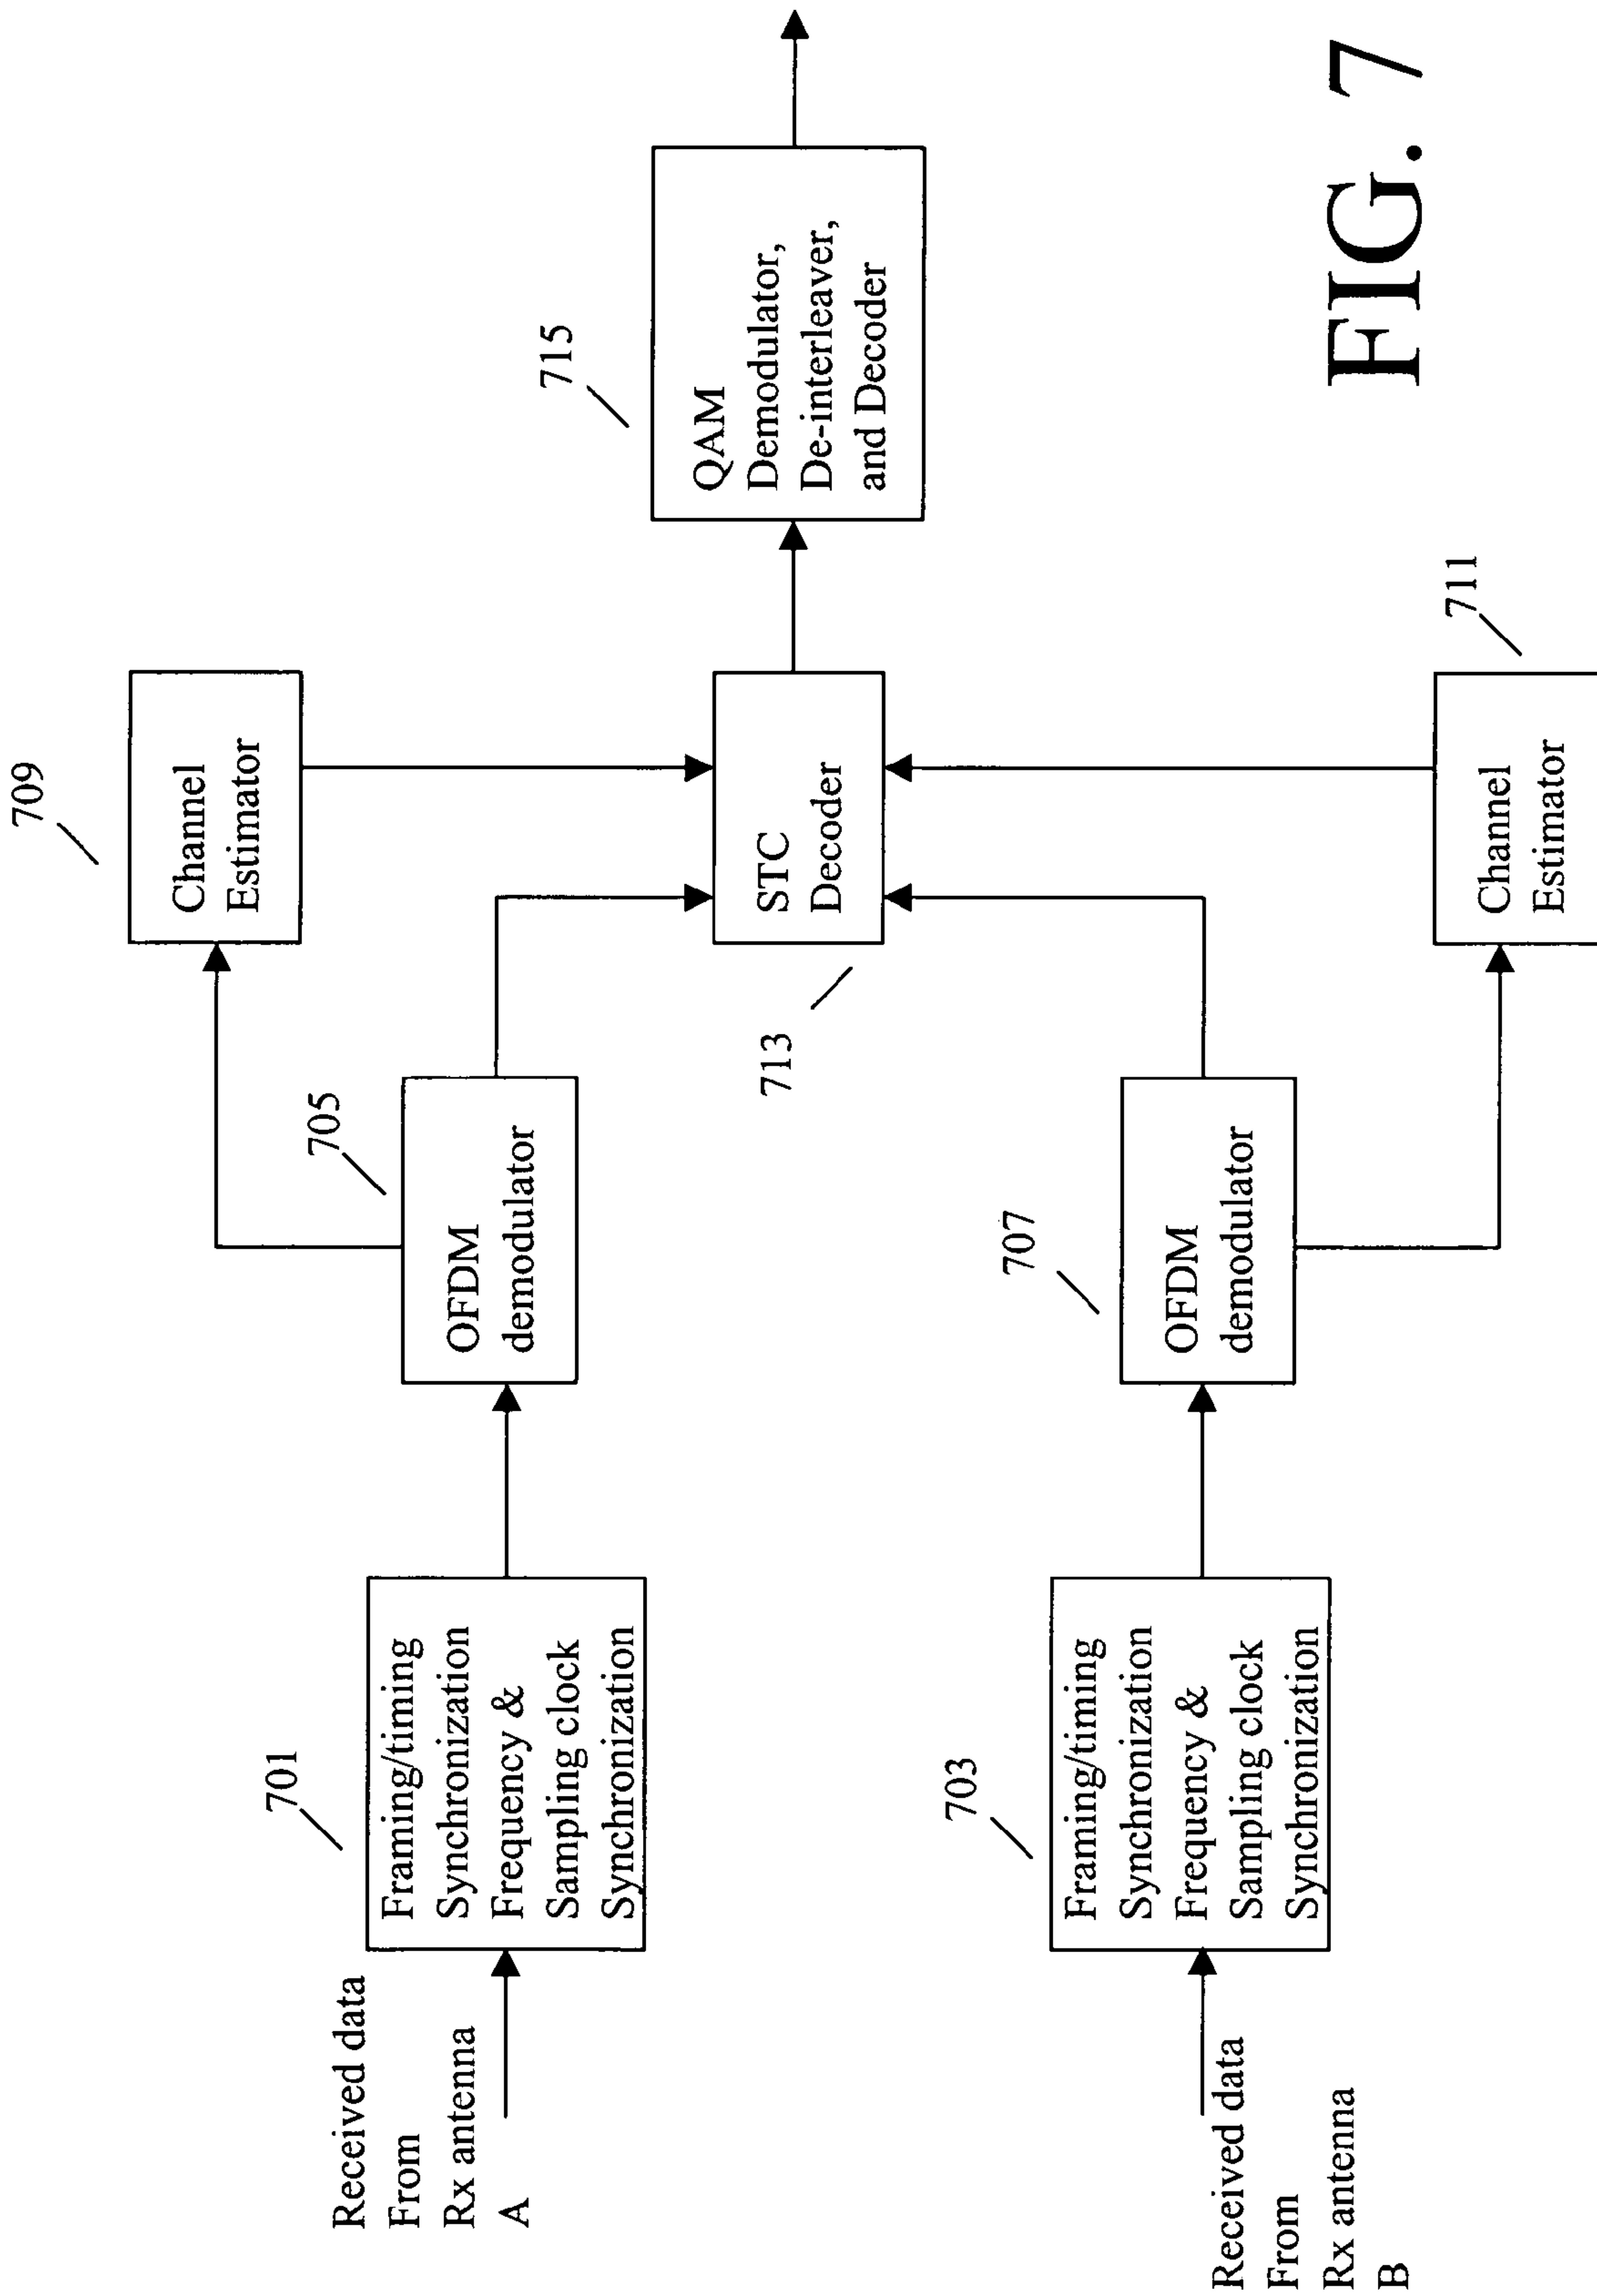 709
Channel
Estimator
705
OFDM
demodulator
701
Framing/timing
Synchronization
Frequency &
Sampling clock
Synchronization
Received data
From
Rx antenna
A
715
QAM
Demodulator,
De-interleaver,
and Decoder
STC
Decoder
713
707
OFDM
demodulator
703
Framing/timing
Synchronization
Frequency &
Sampling clock
Synchronization
Received data
From
Rx antenna
B
711
Channel
Estimator
FIG. 7